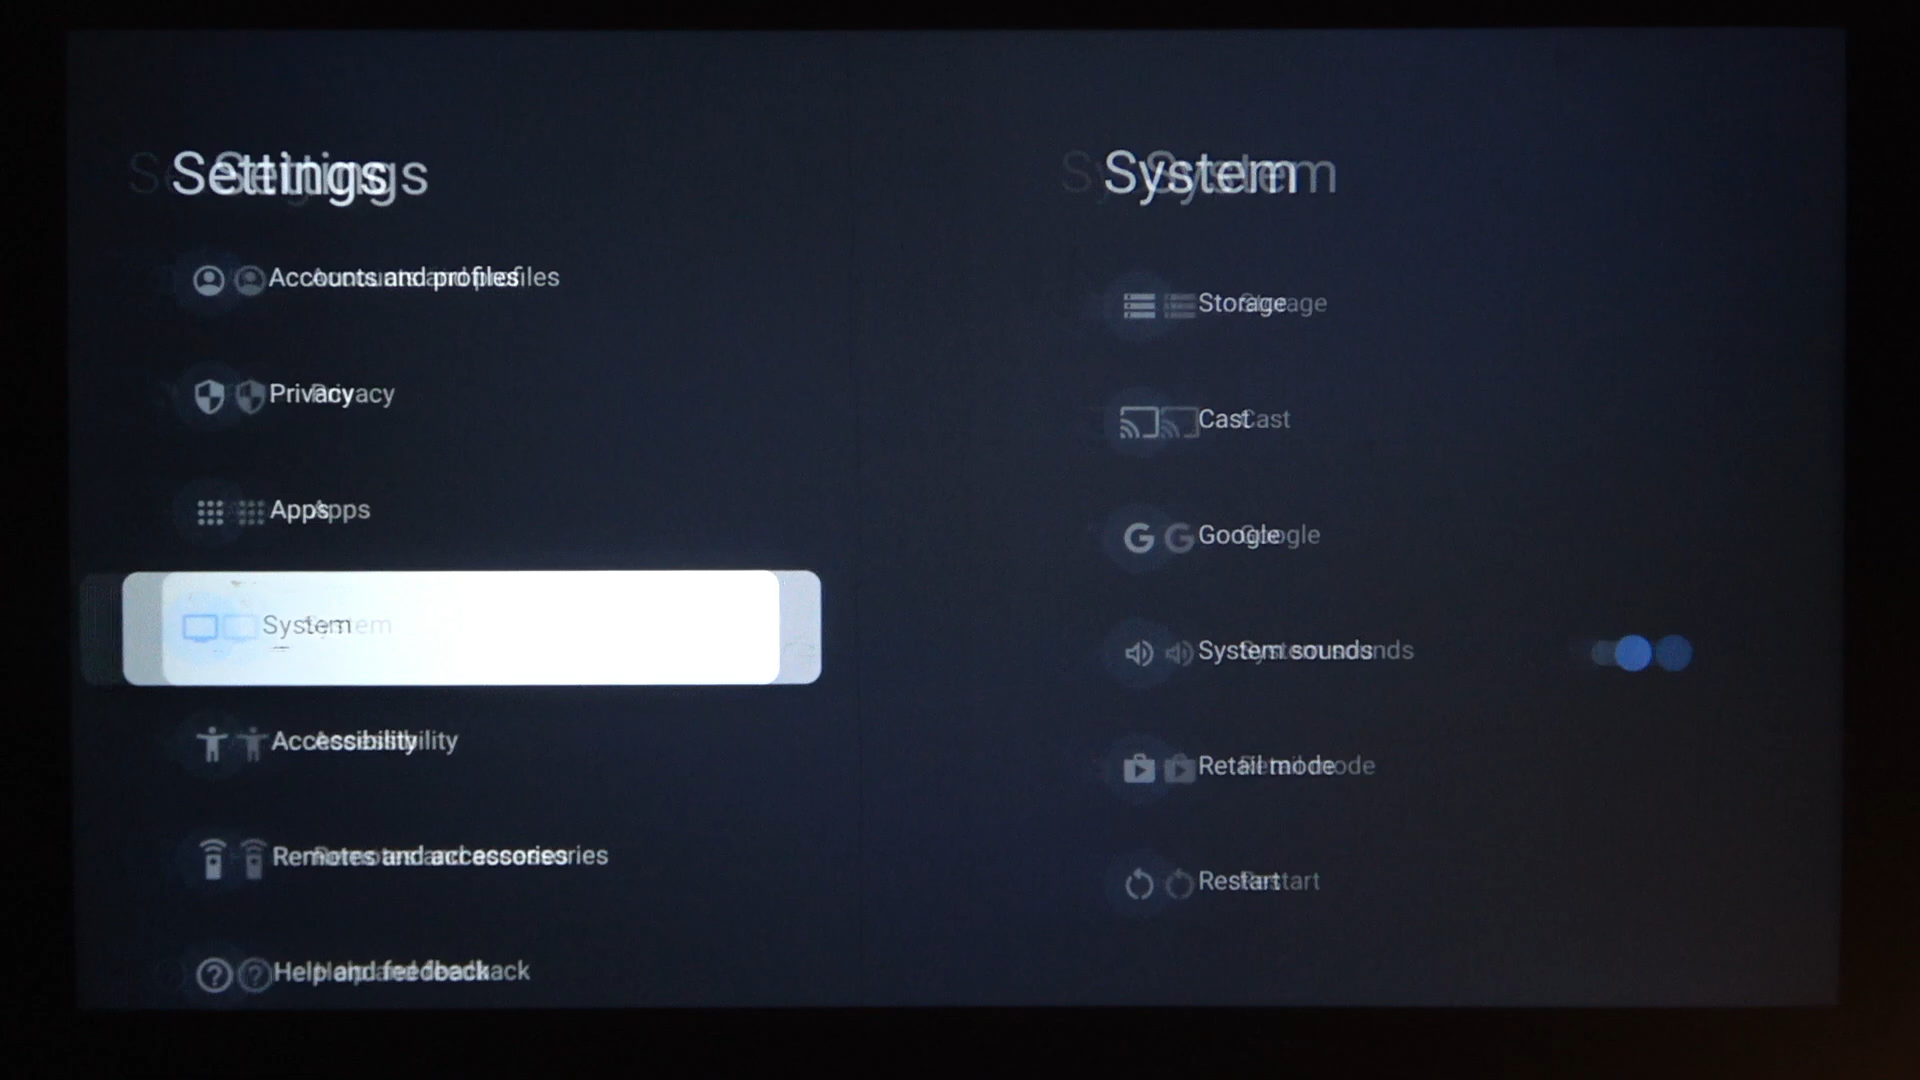 Settings
Accounts and profiles
Privacy
Apps
System
Accessibility
Remotes and accessories
Help and feedback
System
Storage
Cast
Google
System sounds
Retail mode
Restart